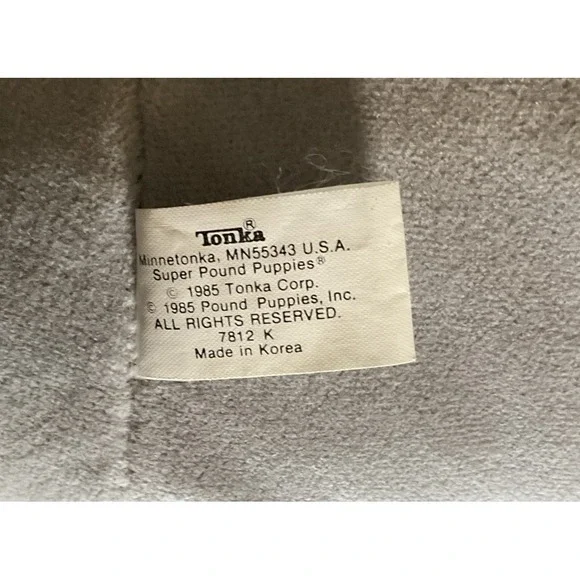 Tonka®
Minnetonka, MN55343 U.S.A.
Super Pound Puppies®
© 1985 Tonka Corp.
© 1985 Pound Puppies, Inc.
ALL RIGHTS RESERVED.
7812 K
Made in Korea